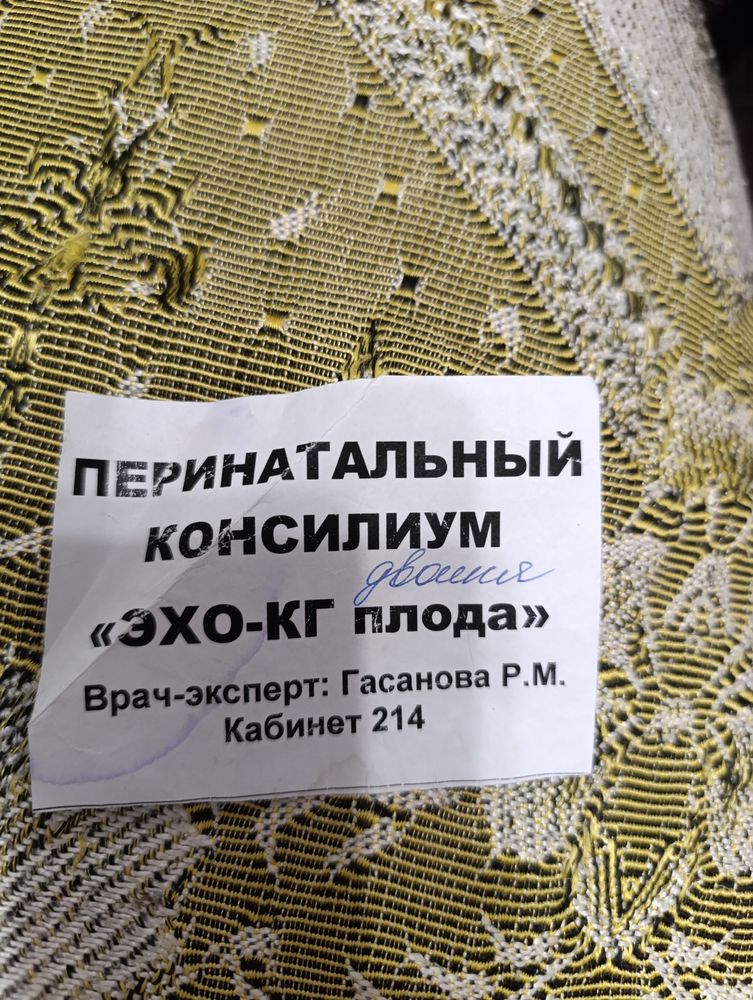 ПЕРИНАТАЛЬНЫЙ
КОНСИЛИУМ
двойня
«ЭХО-КГ плода»
Врач-эксперт: Гасанова Р.М.
Кабинет 214